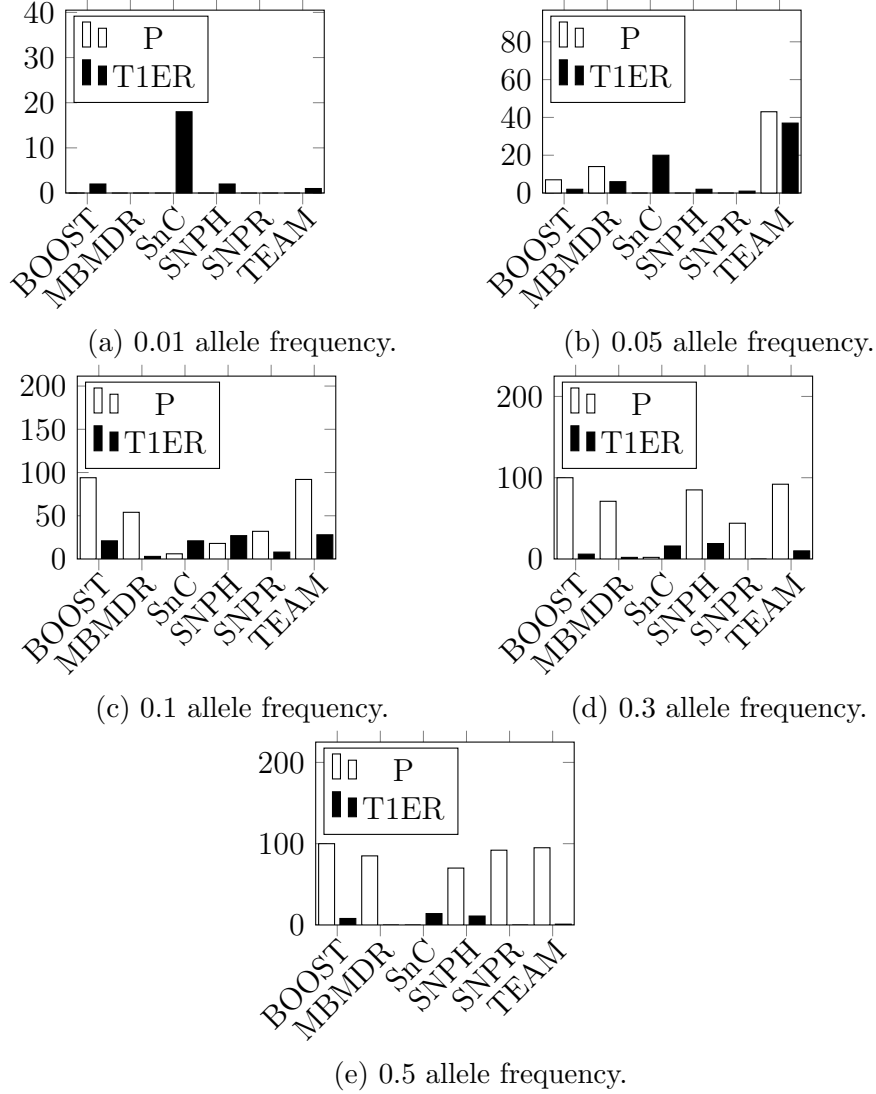 40
30
20
10
0
P
T1ER
BOOST
MBMDR
SnC
SNPH
SNPR
TEAM
(a) 0.01 allele frequency.
80
60
40
20
0
P
T1ER
BOOST
MBMDR
SnC
SNPH
SNPR
TEAM
(b) 0.05 allele frequency.
200
150
100
50
0
P
T1ER
BOOST
MBMDR
SnC
SNPH
SNPR
TEAM
(c) 0.1 allele frequency.
200
100
0
P
T1ER
BOOST
MBMDR
SnC
SNPH
SNPR
TEAM
(d) 0.3 allele frequency.
200
100
0
P
T1ER
BOOST
MBMDR
SnC
SNPH
SNPR
TEAM
(e) 0.5 allele frequency.